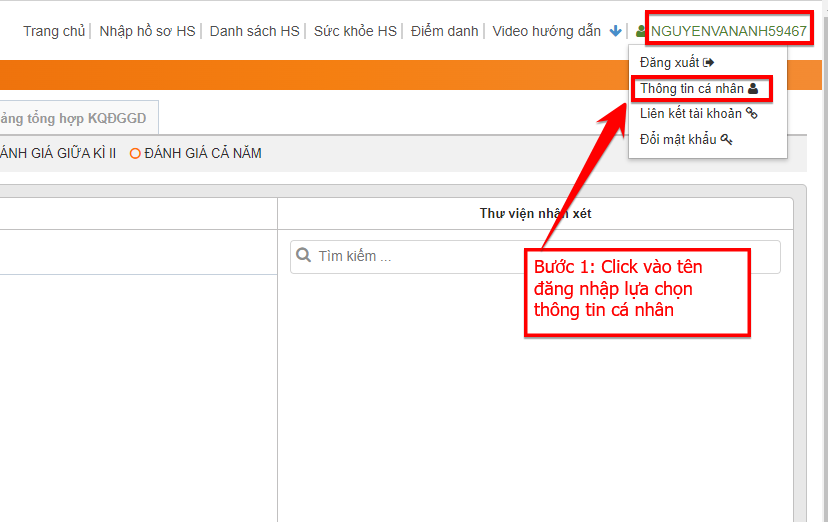 Trang chủ | Nhập hồ sơ HS | Danh sách HS | Sức khỏe HS | Điểm danh | Video hướng dẫn | NGUYENVANANH59467
Đăng xuất
Thông tin cá nhân
Liên kết tài khoản
Đổi mật khẩu
ảng tổng hợp KQĐGGD
ÁNH GIÁ GIỮA KÌ II ĐÁNH GIÁ CẢ NĂM
Thư viện nhận xét
Tìm kiếm ...
Bước 1: Click vào tên
đăng nhập lựa chọn
thông tin cá nhân